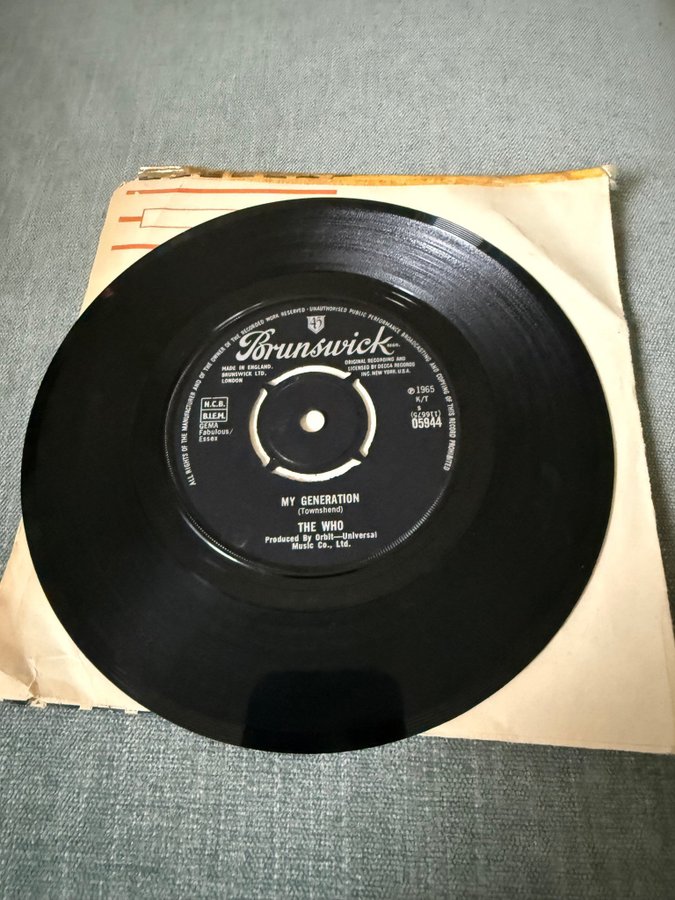 ALL RIGHTS OF THE MANUFACTURER AND OF THE OWNER OF THE RECORDED WORK RESERVED · UNAUTHORISED PUBLIC PERFORMANCE BROADCASTING AND COPYING OF THIS RECORD PROHIBITED
45
Brunswick
REGD.
MADE IN ENGLAND.
BRUNSWICK LTD.
LONDON
ORIGINAL RECORDING AND
LICENSED BY DECCA RECORDS
INC. NEW YORK. U.S.A.
N.C.B.
B.I.E.M.
GEMA
Fabulous/
Essex
℗ 1965
K/T
s
(G/9911)
05944
MY GENERATION
(Townshend)
THE WHO
Produced By Orbit—Universal
Music Co., Ltd.